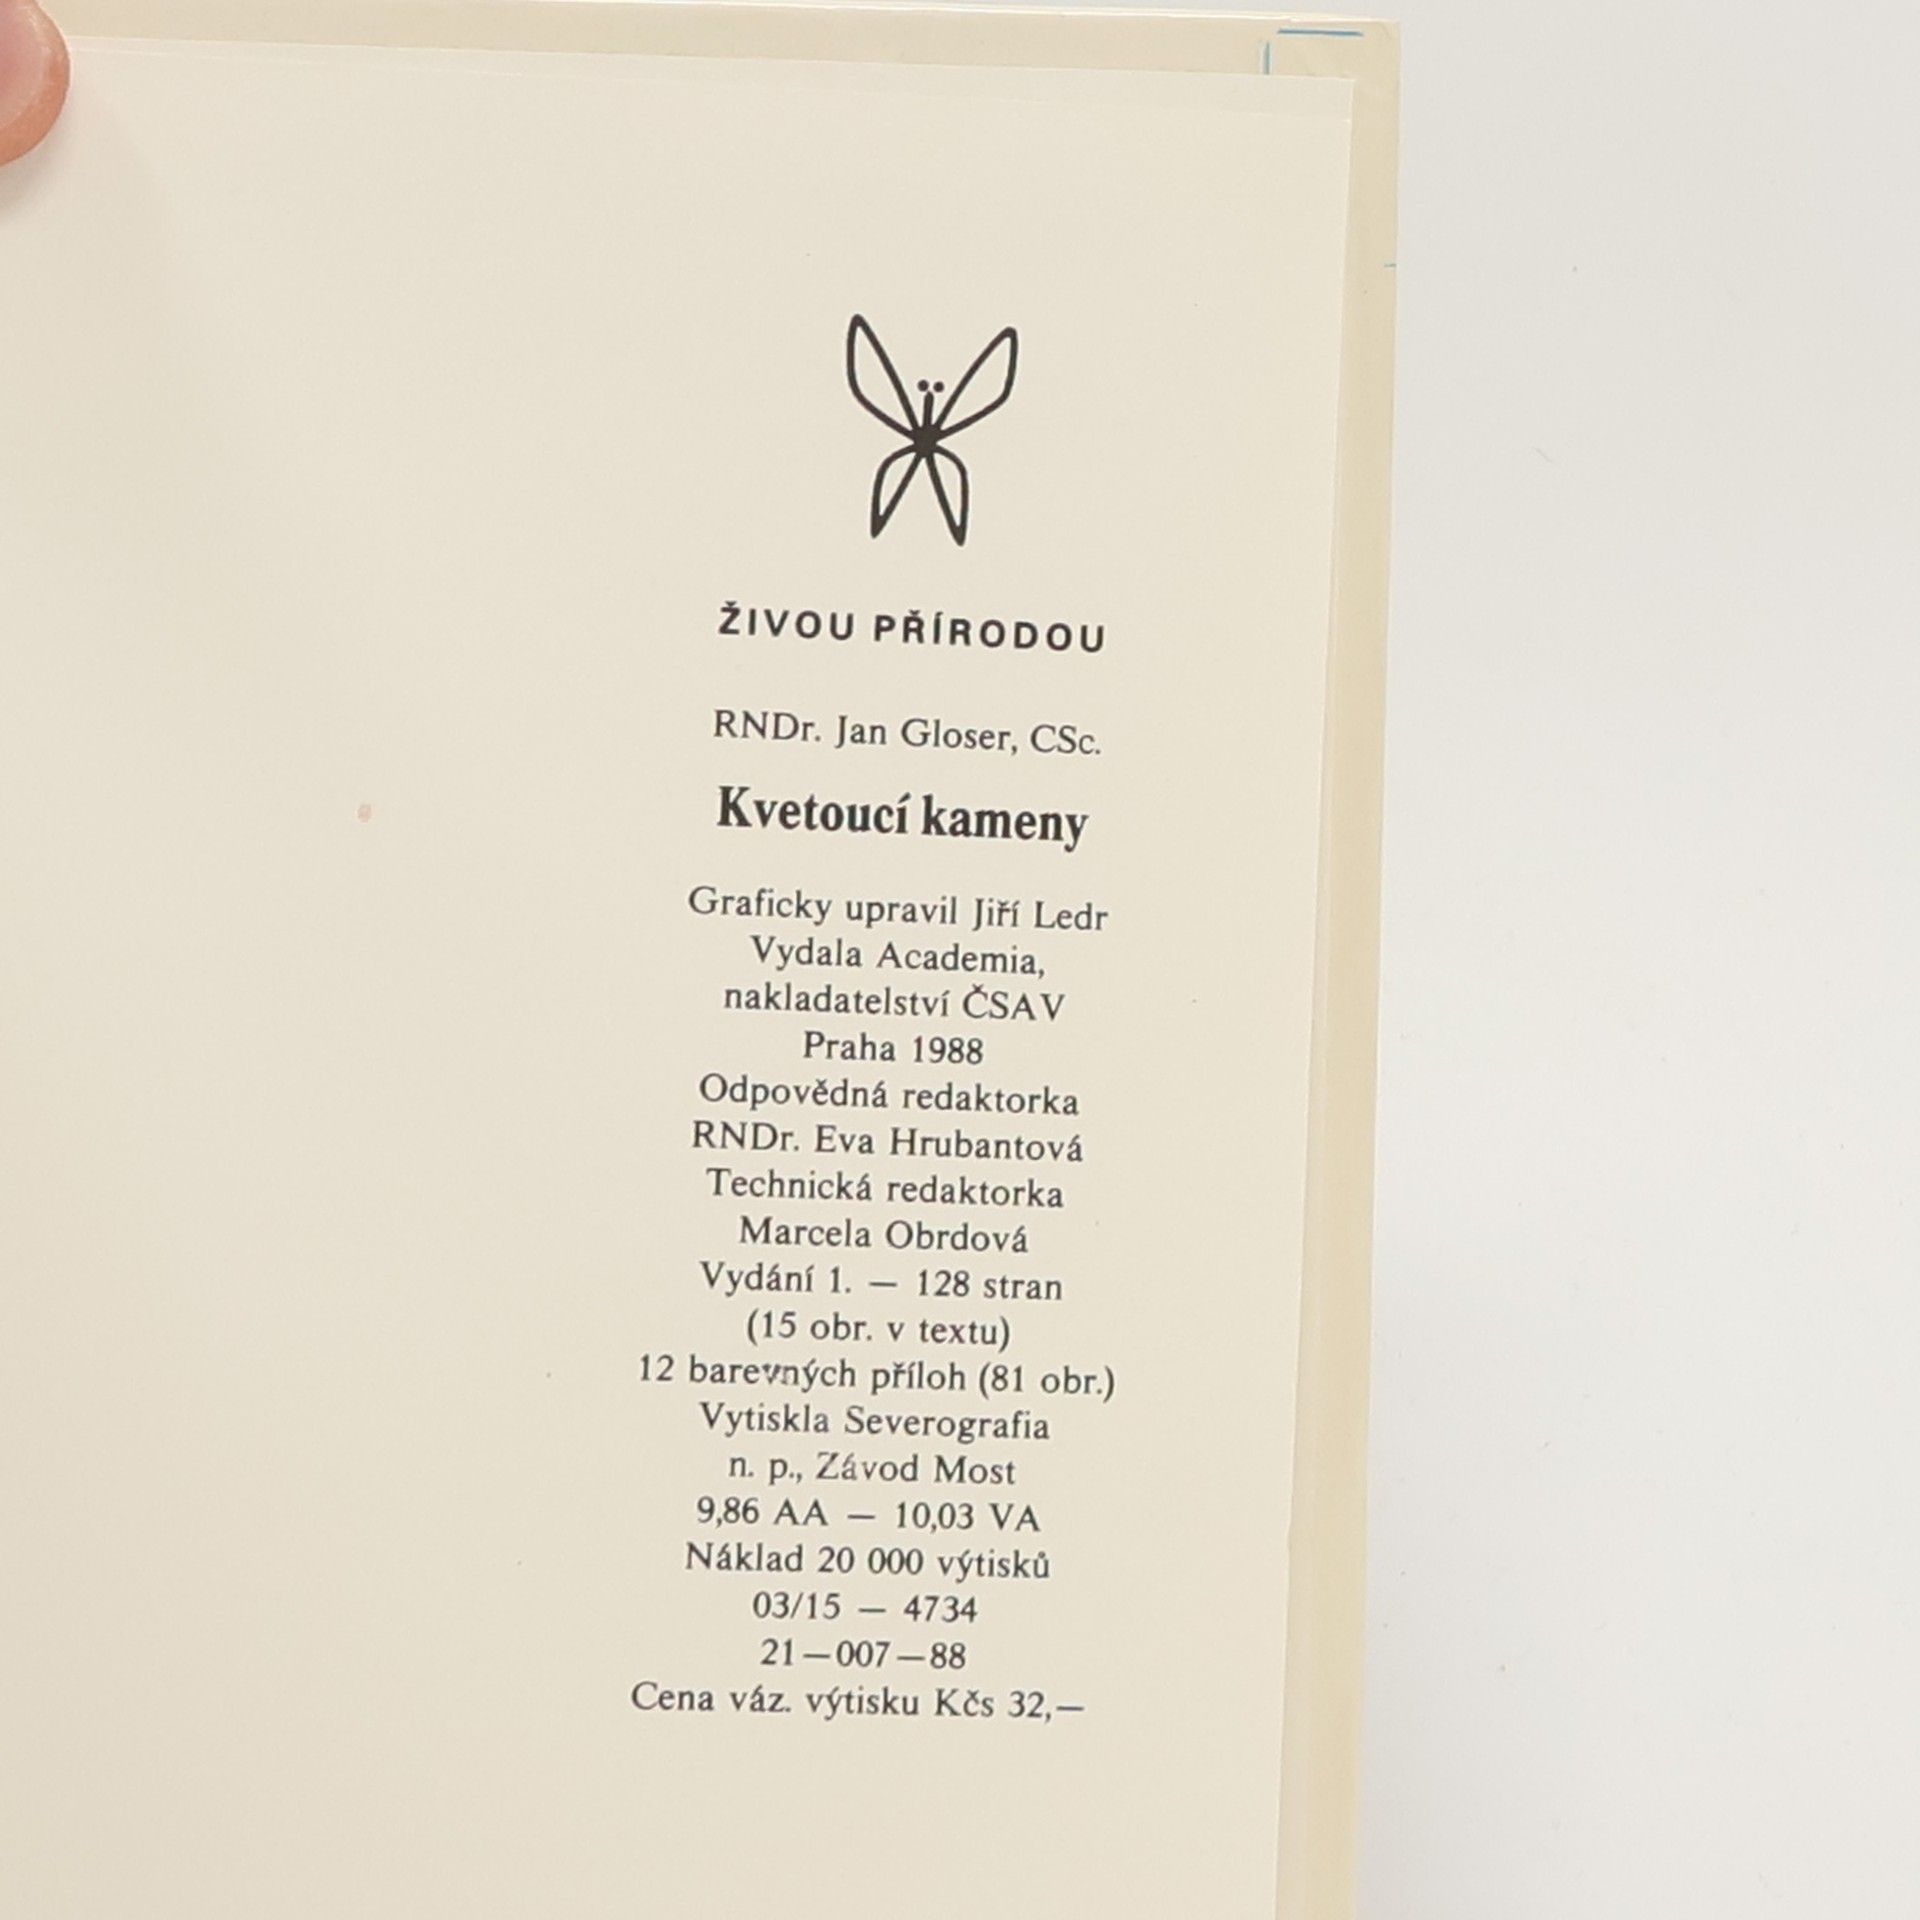 ŽIVOU PŘÍRODOU
RNDr. Jan Gloser, CSc.
Kvetoucí kameny
Graficky upravil Jiří Ledr
Vydala Academia,
nakladatelství ČSAV
Praha 1988
Odpovědná redaktorka
RNDr. Eva Hrubantová
Technická redaktorka
Marcela Obrdová
Vydání 1. — 128 stran
(15 obr. v textu)
12 barevných příloh (81 obr.)
Vytiskla Severografia
n. p., Závod Most
9,86 AA — 10,03 VA
Náklad 20 000 výtisků
03/15 — 4734
21—007—88
Cena váz. výtisku Kčs 32,—